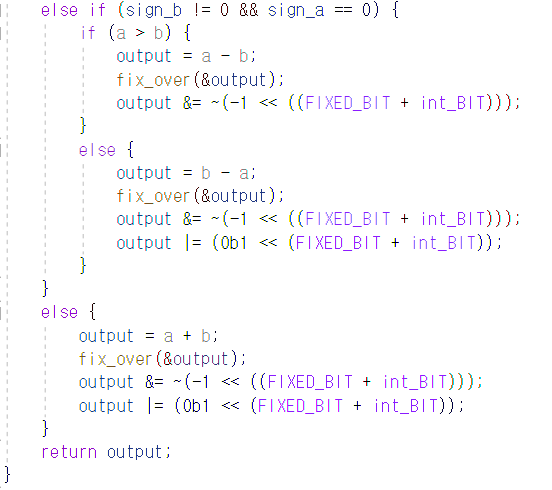 else if (sign_b != 0 && sign_a == 0) {
if (a > b) {
output = a - b;
fix_over(&output);
output &= ~(-1 << ((FIXED_BIT + int_BIT)));
}
else {
output = b - a;
fix_over(&output);
output &= ~(-1 << ((FIXED_BIT + int_BIT)));
output |= (0b1 << (FIXED_BIT + int_BIT));
}
}
else {
output = a + b;
fix_over(&output);
output &= ~(-1 << ((FIXED_BIT + int_BIT)));
output |= (0b1 << (FIXED_BIT + int_BIT));
}
return output;
}